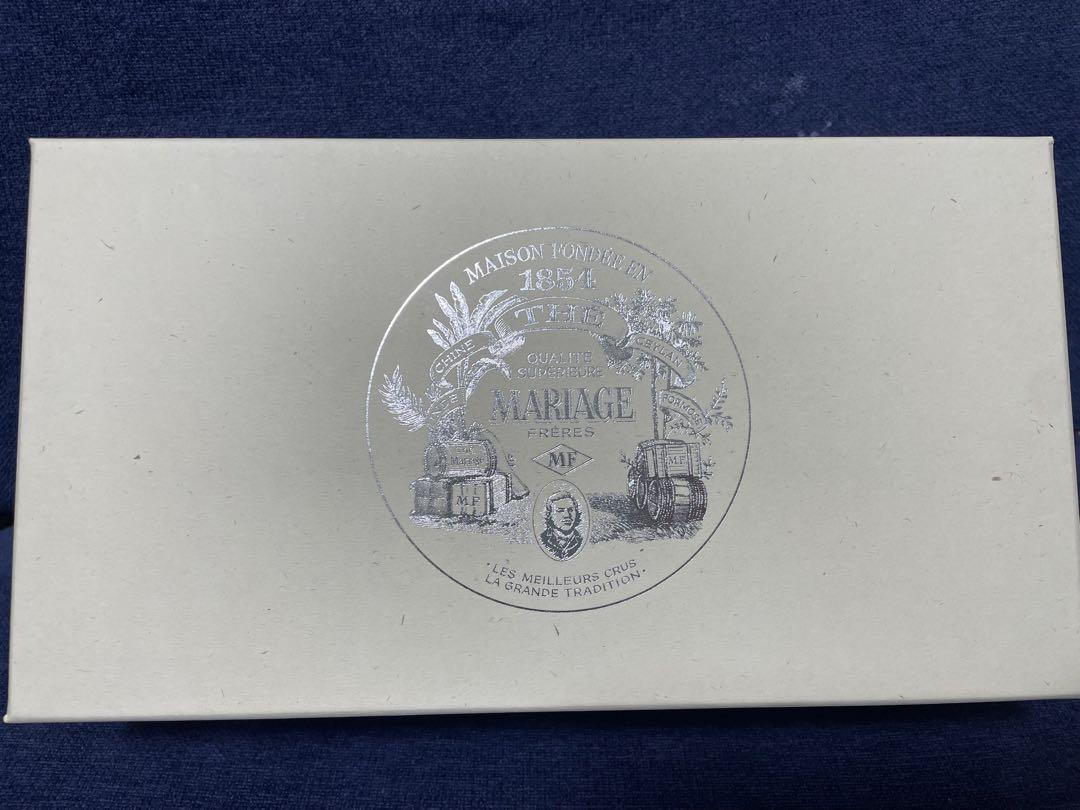 MAISON FONDÉE EN
1854
THÉ
CHINE
CEYLAN
QUALITÉ
SUPÉRIEURE
FORMOSE
MARIAGE
FRÈRES
MF
MF
MF
·LES MEILLEURS CRUS
LA GRANDE TRADITION·